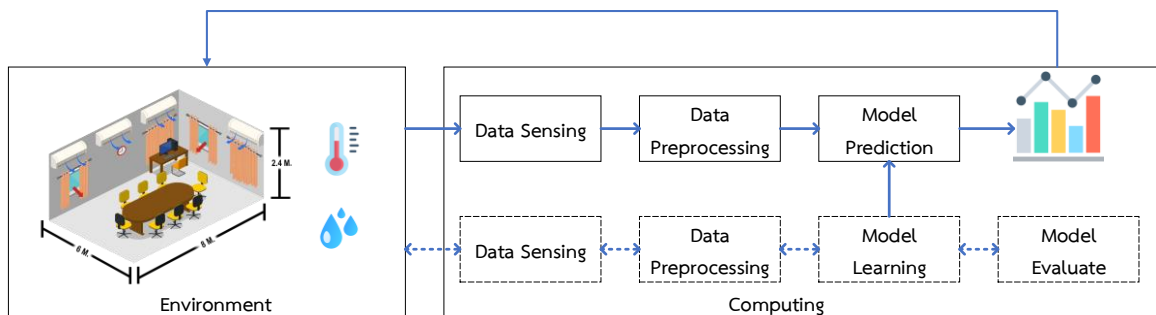 2.4 M.
6 M.
8 M.
Environment
Data Sensing
Data
Preprocessing
Model
Prediction
Data Sensing
Data
Preprocessing
Model
Learning
Model
Evaluate
Computing